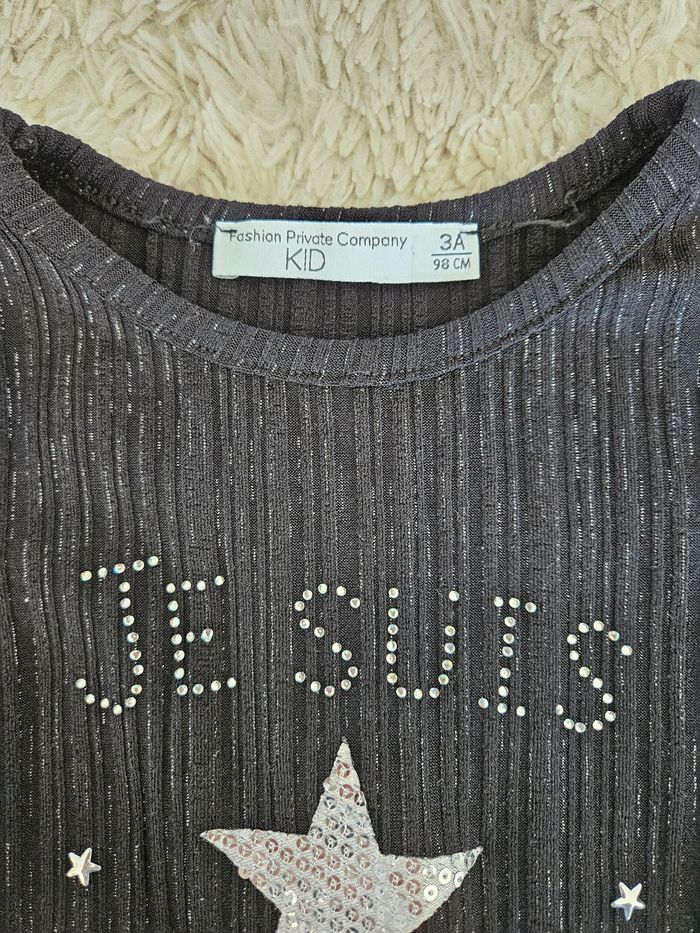 Fashion Private Company
KID
3A
98 CM
JE SUIS